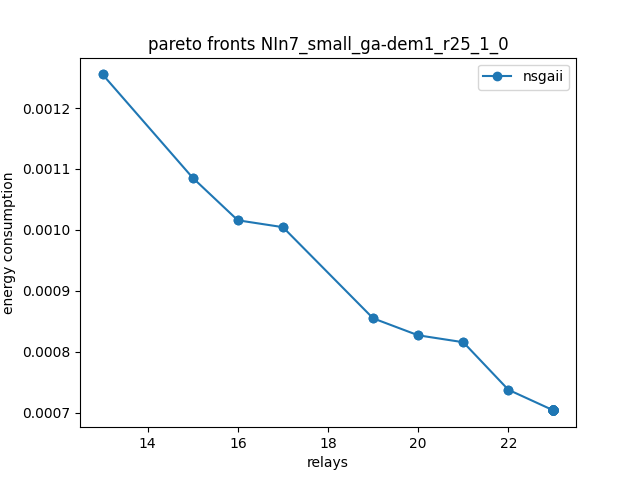 pareto fronts NIn7_small_ga-dem1_r25_1_0
nsgaii
0.0012
0.0011
0.0010
0.0009
0.0008
0.0007
energy consumption
14 16 18 20 22
relays